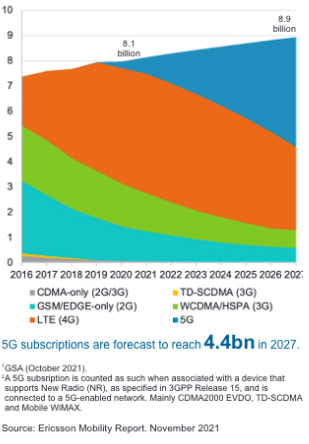 10
9
8
7
6
5
4
3
2
1
0
8.1
billion
8.9
billion
2016 2017 2018 2019 2020 2021 2022 2023 2024 2025 2026 2027
CDMA-only (2G/3G) TD-SCDMA (3G)
GSM/EDGE-only (2G) WCDMA/HSPA (3G)
LTE (4G) 5G
5G subscriptions are forecast to reach 4.4bn in 2027.
¹GSA (October 2021).
²A 5G subsription is counted as such when associated with a device that
supports New Radio (NR), as specified in 3GPP Release 15, and is
connected to a 5G-enabled network. Mainly CDMA2000 EVDO, TD-SCDMA
and Mobile WiMAX.
Source: Ericsson Mobility Report. November 2021